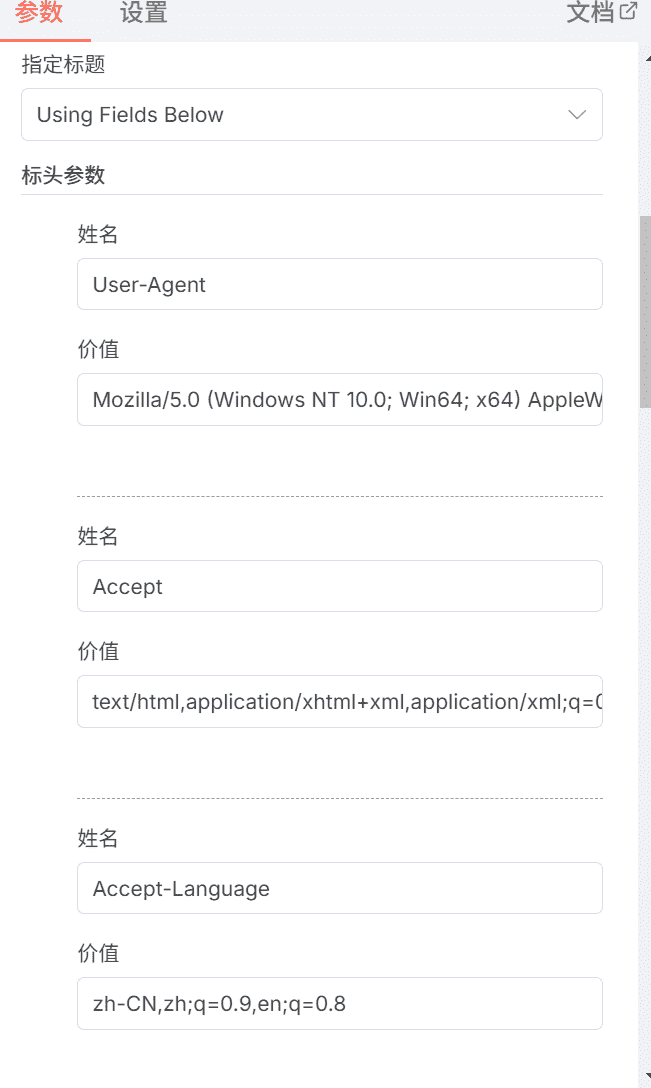 参数 设置 文档
指定标题
Using Fields Below
标头参数
姓名
User-Agent
价值
Mozilla/5.0 (Windows NT 10.0; Win64; x64) AppleW
姓名
Accept
价值
text/html,application/xhtml+xml,application/xml;q=0
姓名
Accept-Language
价值
zh-CN,zh;q=0.9,en;q=0.8